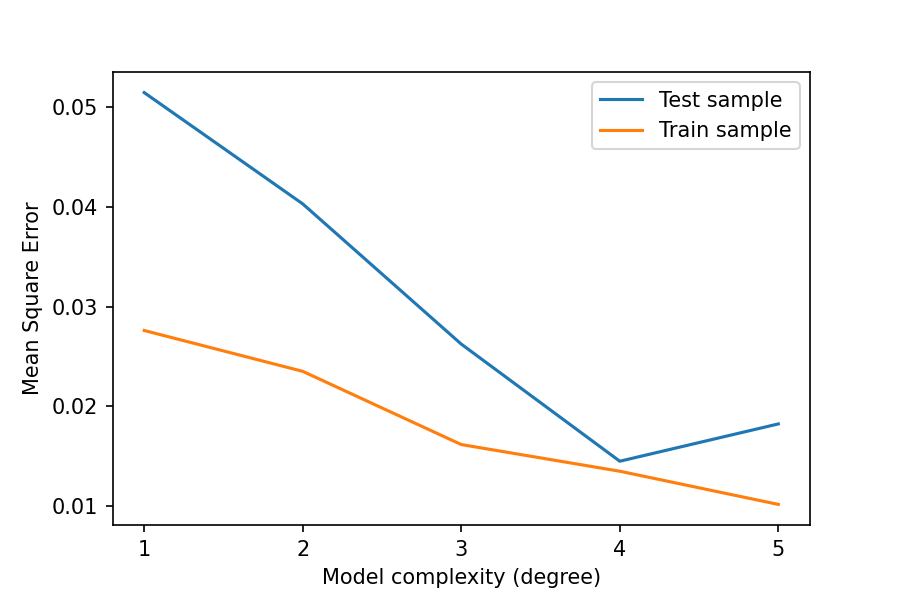 Test sample
Train sample
0.05
0.04
0.03
0.02
0.01
Mean Square Error
1 2 3 4 5
Model complexity (degree)